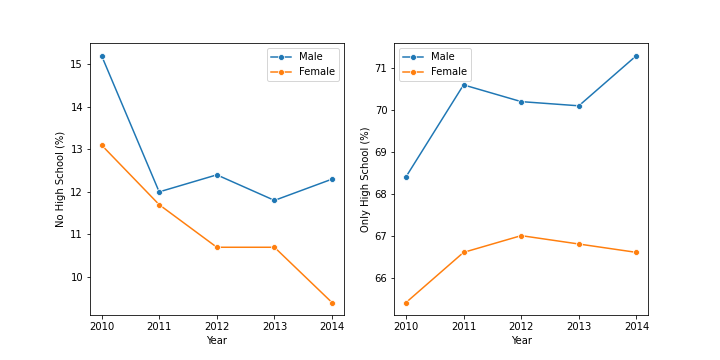 No High School (%)
15
14
13
12
11
10
Male
Female
2010 2011 2012 2013 2014
Year
Only High School (%)
71
70
69
68
67
66
Male
Female
2010 2011 2012 2013 2014
Year